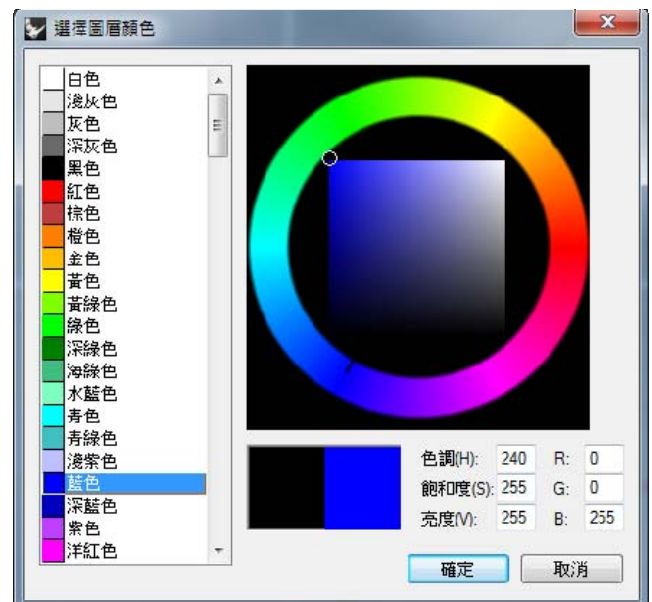 選擇圖層顏色
白色
淺灰色
灰色
深灰色
黑色
紅色
棕色
橙色
金色
黃色
黃綠色
綠色
深綠色
海綠色
水藍色
青色
青綠色
淺紫色
藍色
深藍色
紫色
洋紅色
色調(H): 240 R: 0
飽和度(S): 255 G: 0
亮度(V): 255 B: 255
確定 取消